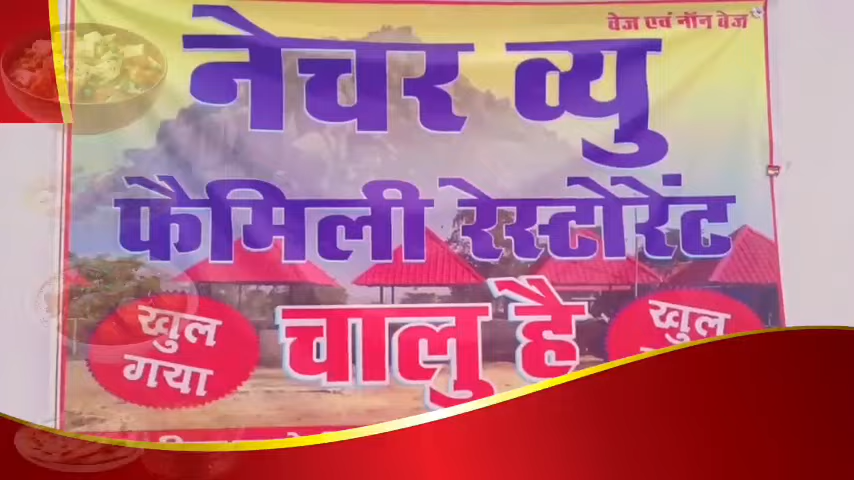 वेज एवं नॉन वेज
नेचर व्यु
फैमिली रेस्टोरेंट
खुल
गया
चालु है
खुल